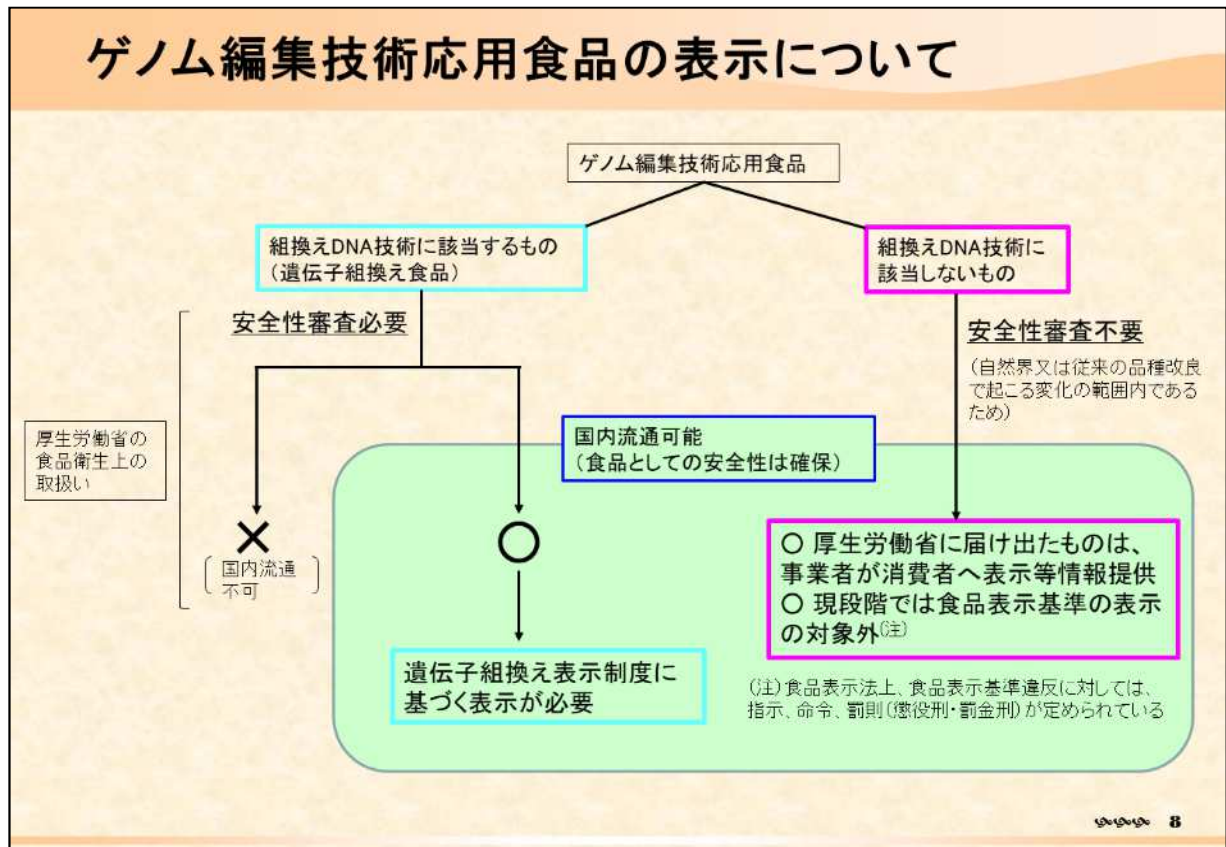 ゲノム編集技術応用食品の表示について
ゲノム編集技術応用食品
組換えDNA技術に該当するもの
（遺伝子組換え食品）
組換えDNA技術に
該当しないもの
安全性審査必要
安全性審査不要
（自然界又は従来の品種改良
で起こる変化の範囲内である
ため）
厚生労働省の
食品衛生上の
取扱い
国内流通可能
（食品としての安全性は確保）
×
国内流通
不可
○
○ 厚生労働省に届け出たものは、
事業者が消費者へ表示等情報提供
○ 現段階では食品表示基準の表示
の対象外(注)
遺伝子組換え表示制度に
基づく表示が必要
(注)食品表示法上、食品表示基準違反に対しては、
指示、命令、罰則(懲役刑・罰金刑)が定められている
8